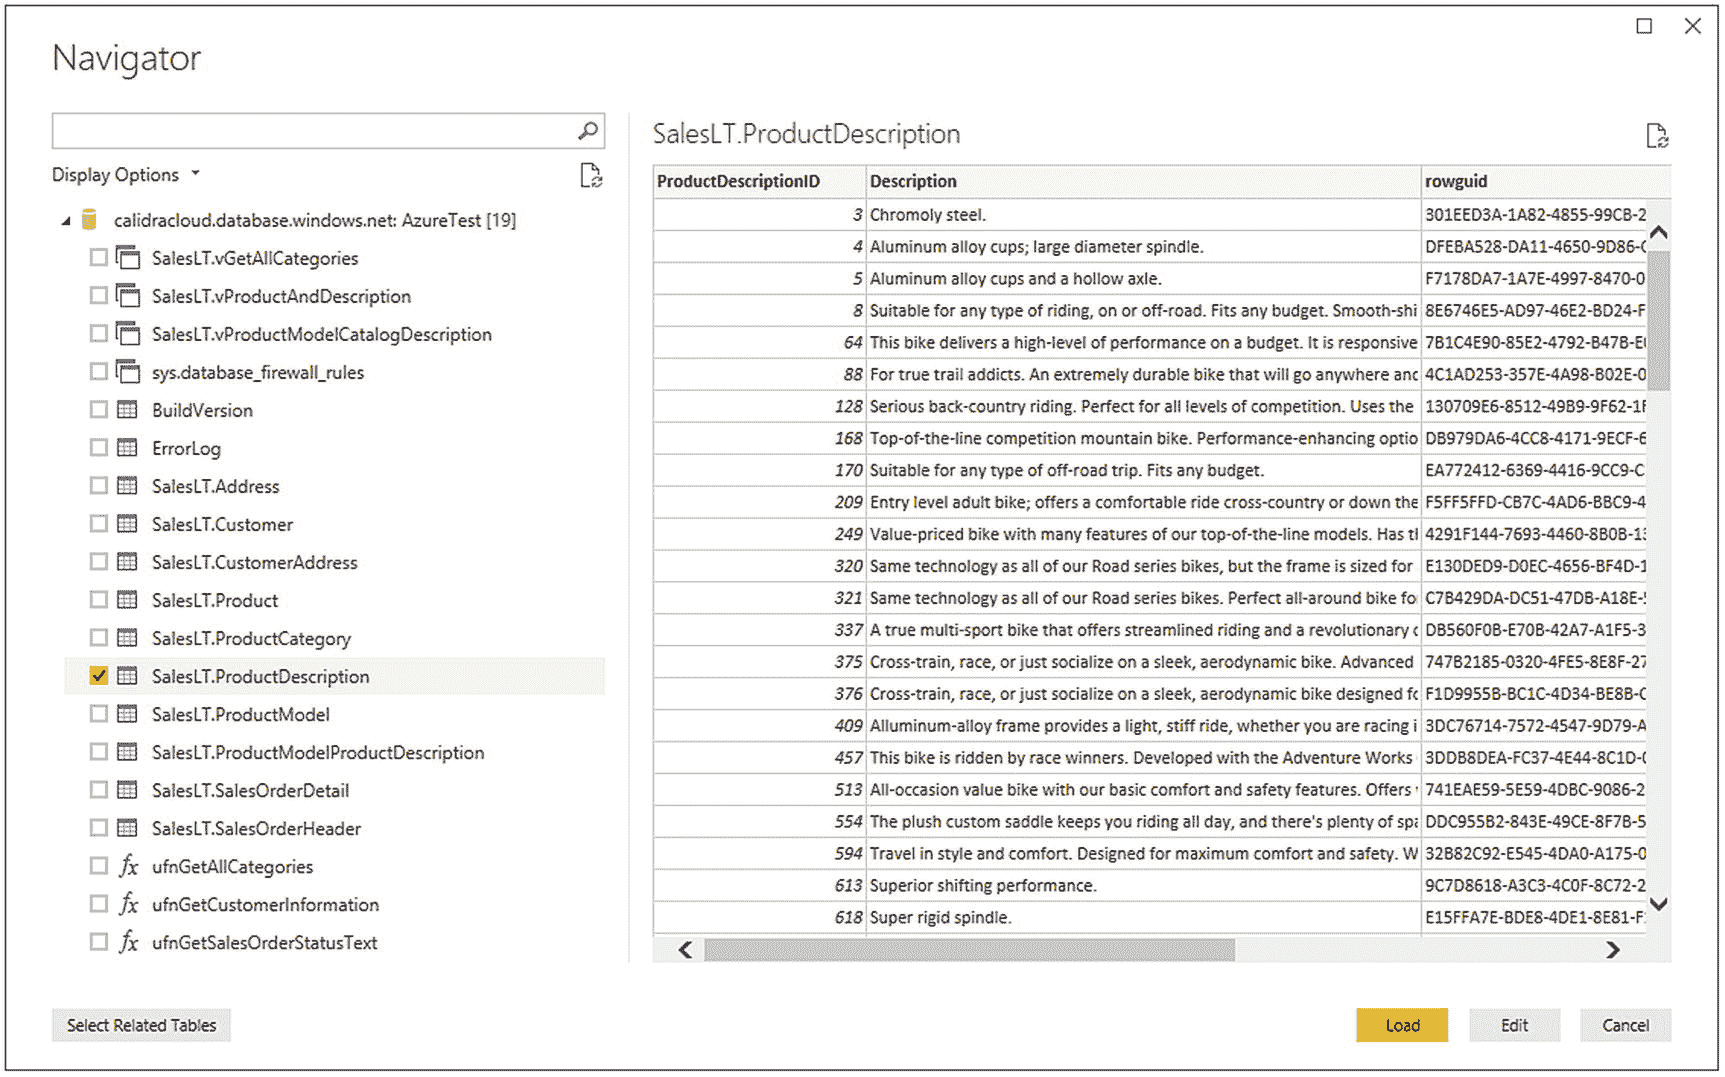 Navigator
Display Options
calidracloud.database.windows.net: AzureTest [19]
SalesLT.vGetAllCategories
SalesLT.vProductAndDescription
SalesLT.vProductModelCatalogDescription
sys.database_firewall_rules
BuildVersion
ErrorLog
SalesLT.Address
SalesLT.Customer
SalesLT.CustomerAddress
SalesLT.Product
SalesLT.ProductCategory
SalesLT.ProductDescription
SalesLT.ProductModel
SalesLT.ProductModelProductDescription
SalesLT.SalesOrderDetail
SalesLT.SalesOrderHeader
fx ufnGetAllCategories
fx ufnGetCustomerInformation
fx ufnGetSalesOrderStatusText
Select Related Tables
SalesLT.ProductDescription
ProductDescriptionID Description rowguid
3 Chromoly steel. 301EED3A-1A82-4855-99CB-2
4 Aluminum alloy cups; large diameter spindle. DFEBA528-DA11-4650-9D86-
5 Aluminum alloy cups and a hollow axle. F7178DA7-1A7E-4997-8470-0
8 Suitable for any type of riding, on or off-road. Fits any budget. Smooth-shi 8E6746E5-AD97-46E2-BD24-F
64 This bike delivers a high-level of performance on a budget. It is responsive 7B1C4E90-85E2-4792-B47B-
88 For true trail addicts. An extremely durable bike that will go anywhere and 4C1AD253-357E-4A98-B02E-0
128 Serious back-country riding. Perfect for all levels of competition. Uses the 130709E6-8512-49B9-9F62-1
168 Top-of-the-line competition mountain bike. Performance-enhancing optio DB979DA6-4CC8-4171-9ECF-6
170 Suitable for any type of off-road trip. Fits any budget. EA772412-6369-4416-9CC9-C
209 Entry level adult bike; offers a comfortable ride cross-country or down the F5FF5FFD-CB7C-4AD6-BBC9-4
249 Value-priced bike with many features of our top-of-the-line models. Has 4291F144-7693-4460-8B0B-13
320 Same technology as all of our Road series bikes, but the frame is sized for E130DED9-D0EC-4656-BF4D-1
321 Same technology as all of our Road series bikes. Perfect all-around bike fo C7B429DA-DC51-47DB-A18E-
337 A true multi-sport bike that offers streamlined riding and a revolutionary DB560F0B-E70B-42A7-A1F5-3
375 Cross-train, race, or just socialize on a sleek, aerodynamic bike. Advanced 747B2185-0320-4FE5-8E8F-27
376 Cross-train, race, or just socialize on a sleek, aerodynamic bike designed fo F1D9955B-BC1C-4D34-BE8B-
409 Alluminum-alloy frame provides a light, stiff ride, whether you are racing i 3DC76714-7572-4547-9D79-A
457 This bike is ridden by race winners. Developed with the Adventure Works 3DDB8DEA-FC37-4E44-8C1D-
513 All-occasion value bike with our basic comfort and safety features. Offers 741EAE59-5E59-4DBC-9086-2
554 The plush custom saddle keeps you riding all day, and there's plenty of spa DDC955B2-843E-49CE-8F7B-5
594 Travel in style and comfort. Designed for maximum comfort and safety. W 32B82C92-E545-4DA0-A175-0
613 Superior shifting performance. 9C7D8618-A3C3-4C0F-8C72-2
618 Super rigid spindle. E15FFA7E-BDE8-4DE1-8E81-F
Load
Edit
Cancel